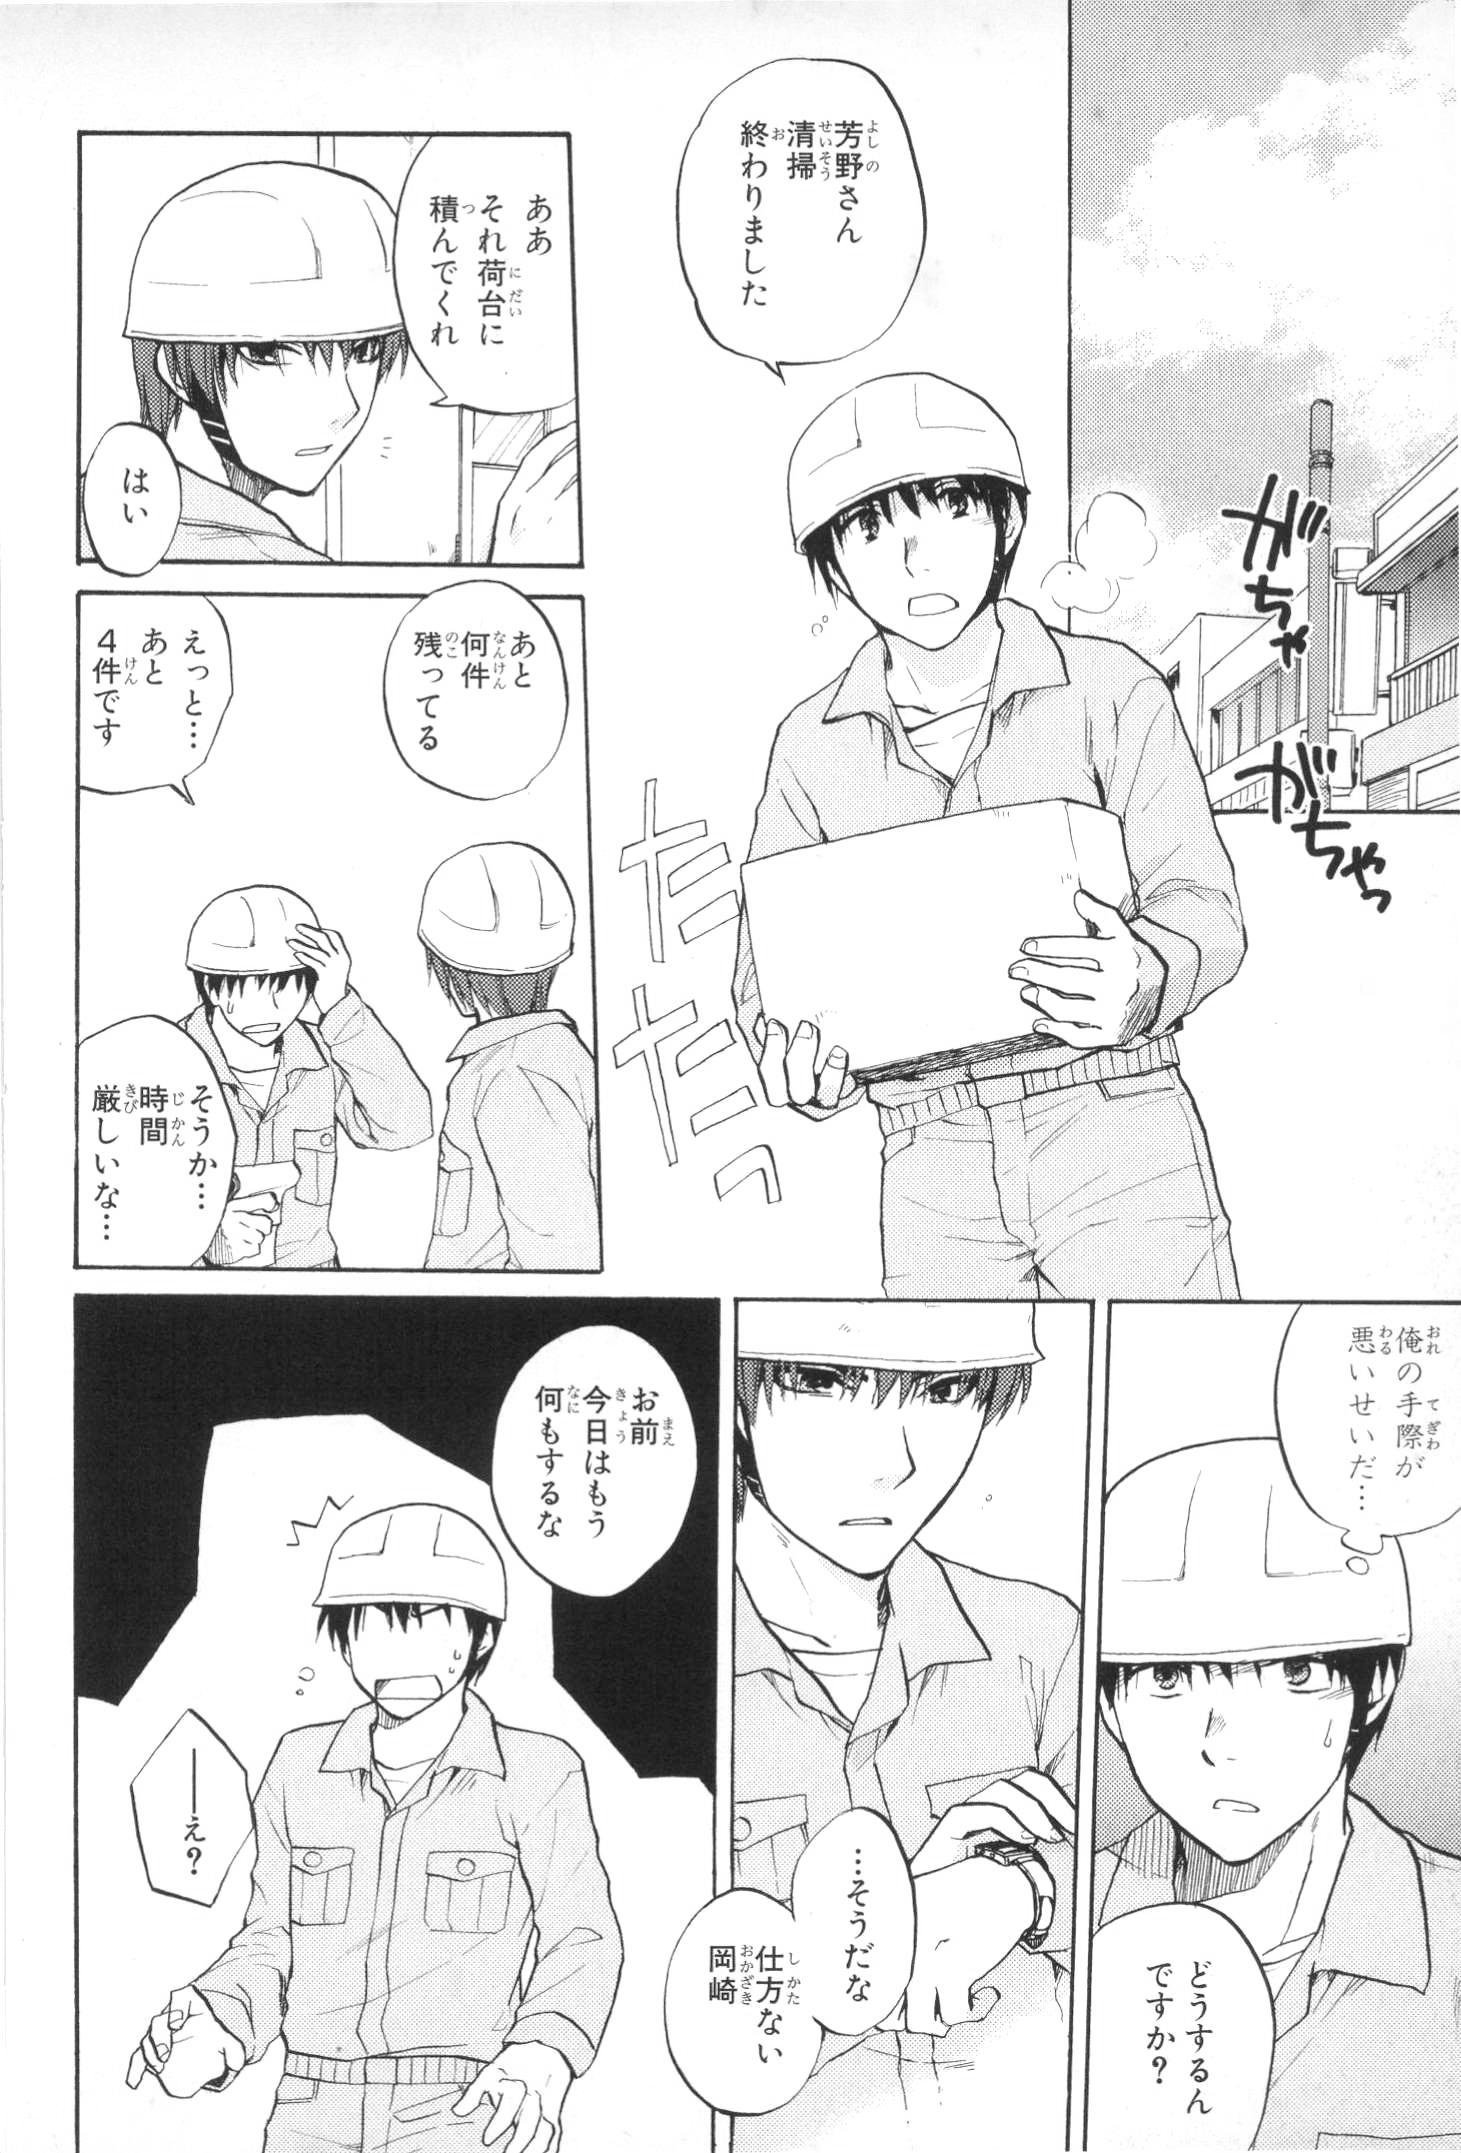 がちゃ
がちゃっ
芳野さん
清掃
終わりました
たた
たたっ
ああ
それ荷台に
積んでくれ
はい
あと
何件
残ってる
えっと…
あと
4件です
そうか…
時間
厳しいな…
俺の手際が
悪いせいだ…
どうするん
ですか?
…そうだな
仕方ない
岡崎
お前
今日はもう
何もするな
──え?